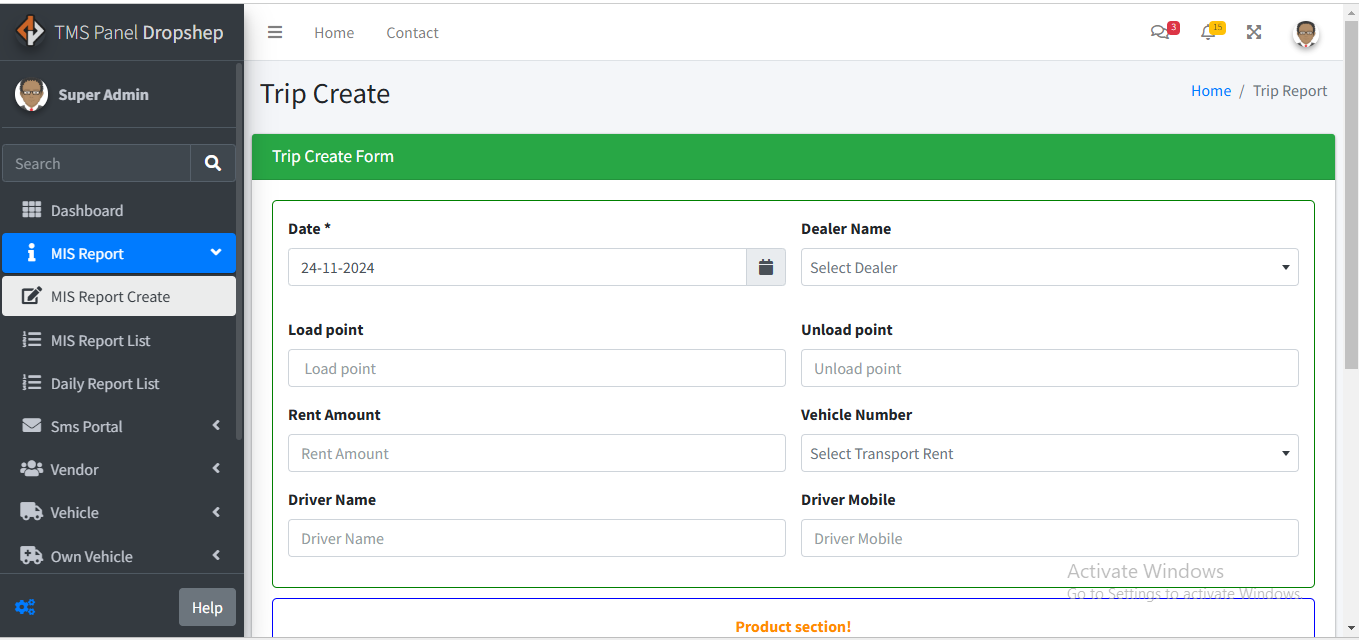 TMS Panel Dropshep
Home
Contact
3
15
Super Admin
Search
Dashboard
MIS Report
MIS Report Create
MIS Report List
Daily Report List
Sms Portal
Vendor
Vehicle
Own Vehicle
Help
Trip Create
Home / Trip Report
Trip Create Form
Date *
Dealer Name
24-11-2024
Select Dealer
Load point
Unload point
Load point
Unload point
Rent Amount
Vehicle Number
Rent Amount
Select Transport Rent
Driver Name
Driver Mobile
Driver Name
Driver Mobile
Activate Windows
Go to Settings to activate Windows.
Product section!